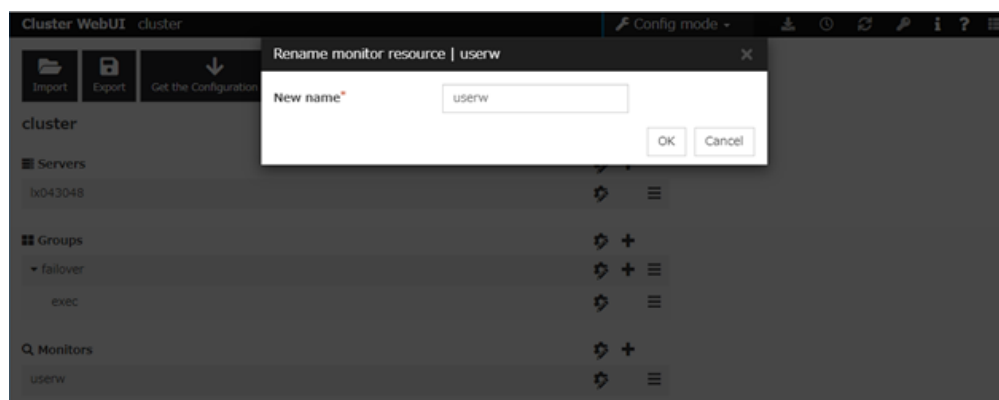 Cluster WebUI cluster
Config mode
Rename monitor resource | userw
Import
Export
Get the Configuration
New name*
userw
OK
Cancel
cluster
Servers
lx043048
Groups
failover
exec
Monitors
userw